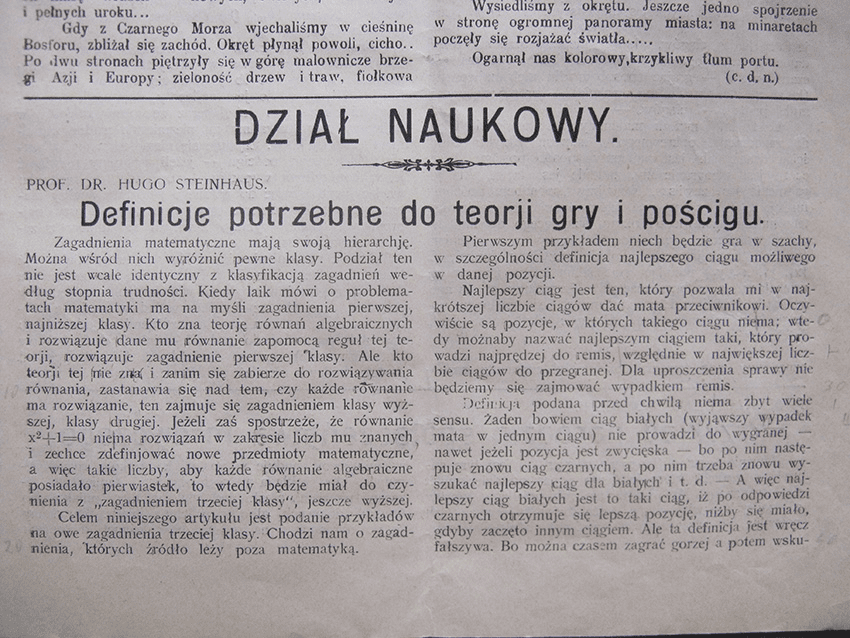 i pełnych uroku...
Gdy z Czarnego Morza wjechaliśmy w cieśninę
Bosforu, zbliżał się zachód. Okręt płynął powoli, cicho..
Po dwu stronach piętrzyły się w górę malownicze brze-
gi Azji i Europy; zieloność drzew i traw, fiołkowa
Wysiedliśmy z okrętu. Jeszcze jedno spojrzenie
w stronę ogromnej panoramy miasta: na minaretach
poczęły się rozjażać światła.....
Ogarnął nas kolorowy,krzykliwy tłum portu.
(c. d. n.)
DZIAŁ NAUKOWY.
PROF. DR. HUGO STEINHAUS.
Definicje potrzebne do teorji gry i pościgu.
Zagadnienia matematyczne mają swoją hierarchję.
Można wśród nich wyróżnić pewne klasy. Podział ten
nie jest wcale identyczny z klasyfikacją zagadnień we-
dług stopnia trudności. Kiedy laik mówi o problema-
tach matematyki ma na myśli zagadnienia pierwszej,
najniższej klasy. Kto zna teorję równań algebraicznych
i rozwiązuje dane mu równanie zapomocą reguł tej te-
orji, rozwiązuje zagadnienie pierwszej klasy. Ale kto
teorji tej nie zna i zanim się zabierze do rozwiązywania
równania, zastanawia się nad tem, czy każde równanie
ma rozwiązanie, ten zajmuje się zagadnieniem klasy wyż-
szej, klasy drugiej. Jeżeli zaś spostrzeże, że równanie
x²+1=0 niema rozwiązań w zakresie liczb mu znanych
i zechce zdefinjować nowe przedmioty matematyczne,
a więc takie liczby, aby każde równanie algebraiczne
posiadało pierwiastek, to wtedy będzie miał do czy-
nienia z „zagadnieniem trzeciej klasy“, jeszcze wyższej.
Celem niniejszego artykułu jest podanie przykładów
na owe zagadnienia trzeciej klasy. Chodzi nam o zagad-
nienia, których źródło leży poza matematyką.
Pierwszym przykładem niech będzie gra w szachy,
w szczególności definicja najlepszego ciągu możliwego
w danej pozycji.
Najlepszy ciąg jest ten, który pozwala mi w naj-
krótszej liczbie ciągów dać mata przeciwnikowi. Oczy-
wiście są pozycje, w których takiego ciągu niema; wte-
dy możnaby nazwać najlepszym ciągiem taki, który pro-
wadzi najprędzej do remis, względnie w największej licz-
bie ciągów do przegranej. Dla uproszczenia sprawy nie
będziemy się zajmować wypadkiem remis.
Definicja podana przed chwilą niema zbyt wiele
sensu. Żaden bowiem ciąg białych (wyjąwszy wypadek
mata w jednym ciągu) nie prowadzi do wygranej —
nawet jeżeli pozycja jest zwycięska — bo po nim nastę-
puje znowu ciąg czarnych, a po nim trzeba znowu wy-
szukać najlepszy ciąg dla białych i t. d. — A więc naj-
lepszy ciąg białych jest to taki ciąg, iż po odpowiedzi
czarnych otrzymuje się lepszą pozycję, niżby się miało,
gdyby zaczęto innym ciągiem. Ale ta definicja jest wręcz
fałszywa. Bo można czasem zagrać gorzej a potem wsku-